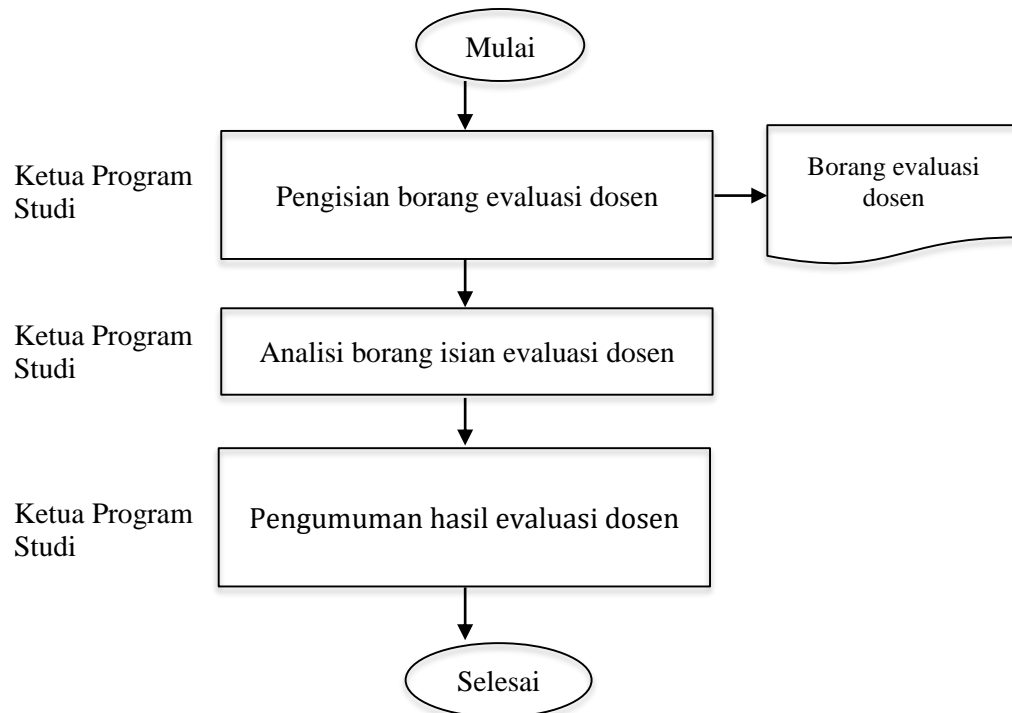 Mulai
Ketua Program
Studi
Pengisian borang evaluasi dosen
Borang evaluasi
dosen
Ketua Program
Studi
Analisi borang isian evaluasi dosen
Ketua Program
Studi
Pengumuman hasil evaluasi dosen
Selesai